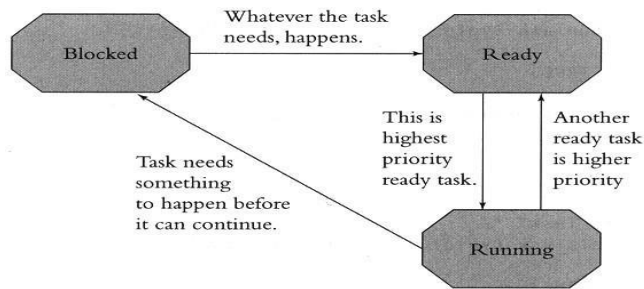 Whatever the task
needs, happens.
Blocked
Ready
This is
highest
priority
ready task.
Another
ready task
is higher
priority
Task needs
something
to happen before
it can continue.
Running